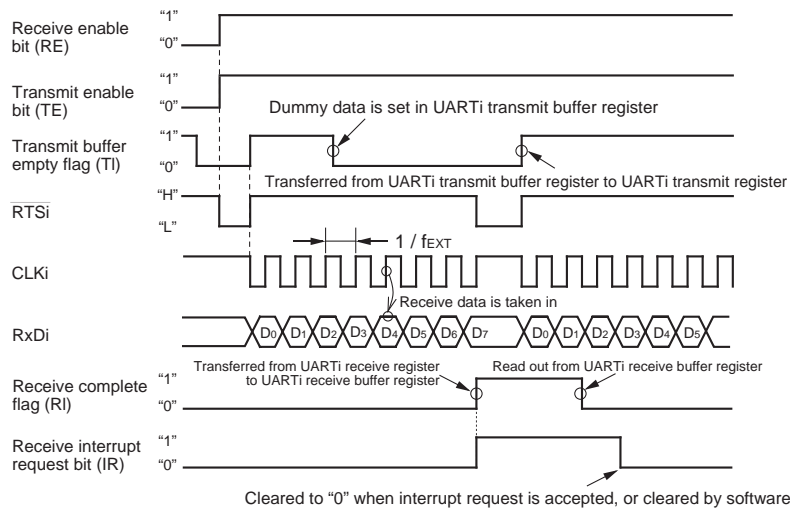 Receive enable
bit (RE)
“1”
“0”
Transmit enable
bit (TE)
“1”
“0”
Dummy data is set in UARTi transmit buffer register
Transmit buffer
empty flag (TI)
“1”
“0”
Transferred from UARTi transmit buffer register to UARTi transmit register
RTSi
“H”
“L”
1 / fEXT
CLKi
Receive data is taken in
RxDi
D0 D1 D2 D3 D4 D5 D6 D7 D0 D1 D2 D3 D4 D5
Transferred from UARTi receive register
to UARTi receive buffer register
Read out from UARTi receive buffer register
Receive complete
flag (RI)
“1”
“0”
Receive interrupt
request bit (IR)
“1”
“0”
Cleared to “0” when interrupt request is accepted, or cleared by software